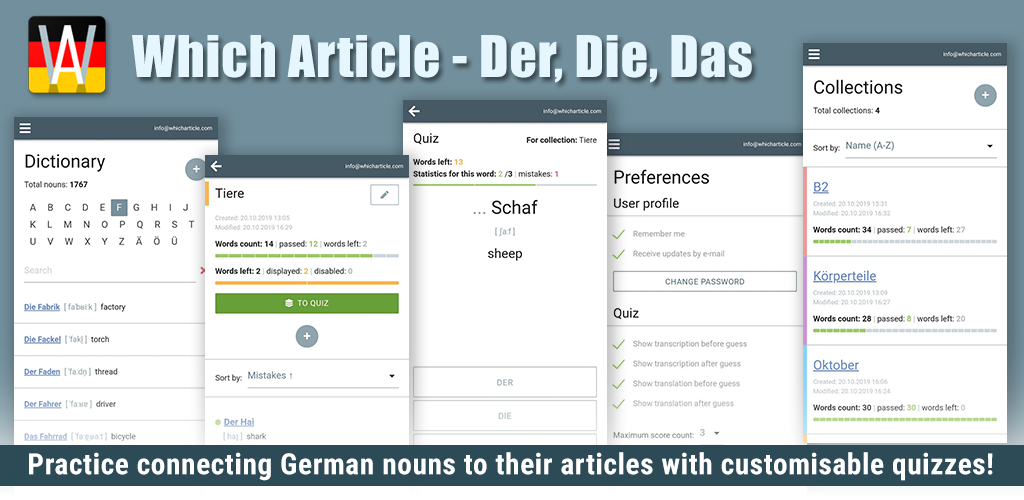 W
Which Article - Der, Die, Das
info@whicharticle.com
Dictionary
+
Total nouns: 1767
A B C D E F G H I J
K L M N O P Q R S T
U V W X Y Z Ä Ö Ü
Search
Die Fabrik [faˈbʁiːk] factory
Die Fackel [ˈfakl̩] torch
Der Faden [ˈfaːdn̩] thread
Der Fahrer [ˈfaːʁɐ] driver
Das Fahrrad bicycle
info@whicharticle.com
Tiere
Created: 20.10.2019 13:05
Modified: 20.10.2019 16:29
Words count: 14 | passed: 12 | words left: 2
Words left: 2 | displayed: 2 | disabled: 0
TO QUIZ
+
Sort by: Mistakes ↑
Der Hai
[haɪ] shark
info@whicharticle.com
Quiz
For collection: Tiere
Words left: 13
Statistics for this word: 2 /3 | mistakes: 1
... Schaf
[ʃaːf]
sheep
DER
DIE
info@whicharticle.com
Preferences
User profile
Remember me
Receive updates by e-mail
CHANGE PASSWORD
Quiz
Show transcription before guess
Show transcription after guess
Show translation before guess
Show translation after guess
Maximum score count: 3
info@whicharticle.com
Collections
+
Total collections: 4
Sort by: Name (A-Z)
B2
Created: 20.10.2019 15:31
Modified: 20.10.2019 16:32
Words count: 34 | passed: 7 | words left: 27
Körperteile
Created: 20.10.2019 13:09
Modified: 20.10.2019 16:27
Words count: 28 | passed: 8 | words left: 20
Oktober
Created: 20.10.2019 16:06
Modified: 20.10.2019 16:24
Words count: 30 | passed: 30 | words left: 0
Practice connecting German nouns to their articles with customisable quizzes!